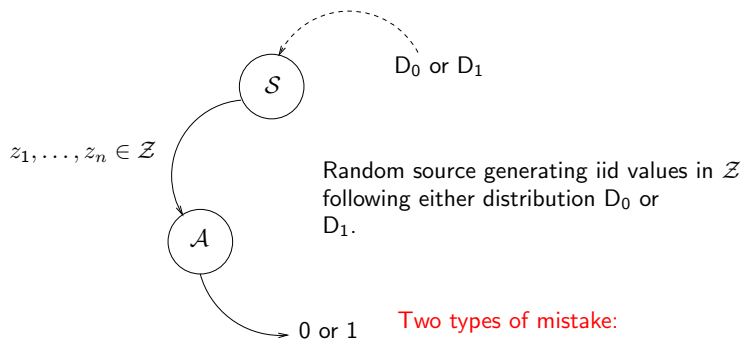 D₀ or D₁
𝒮
z₁, . . . , zₙ ∈ 𝒵
Random source generating iid values in 𝒵
following either distribution D₀ or
D₁.
𝒜
0 or 1
Two types of mistake: